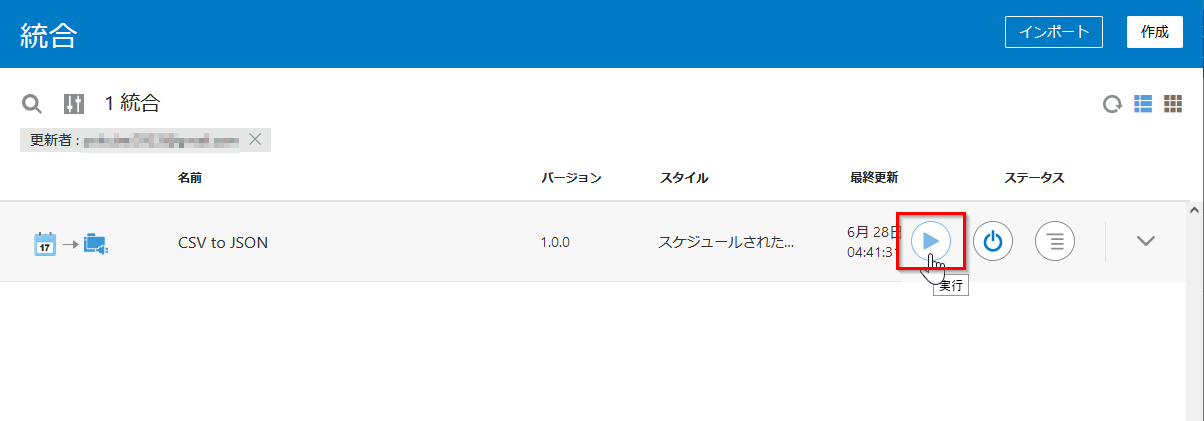 統合
インポート
作成
1 統合
更新者 :
名前
バージョン
スタイル
最終更新
ステータス
17
CSV to JSON
1.0.0
スケジュールされた...
6月 28日
04:41:31
実行